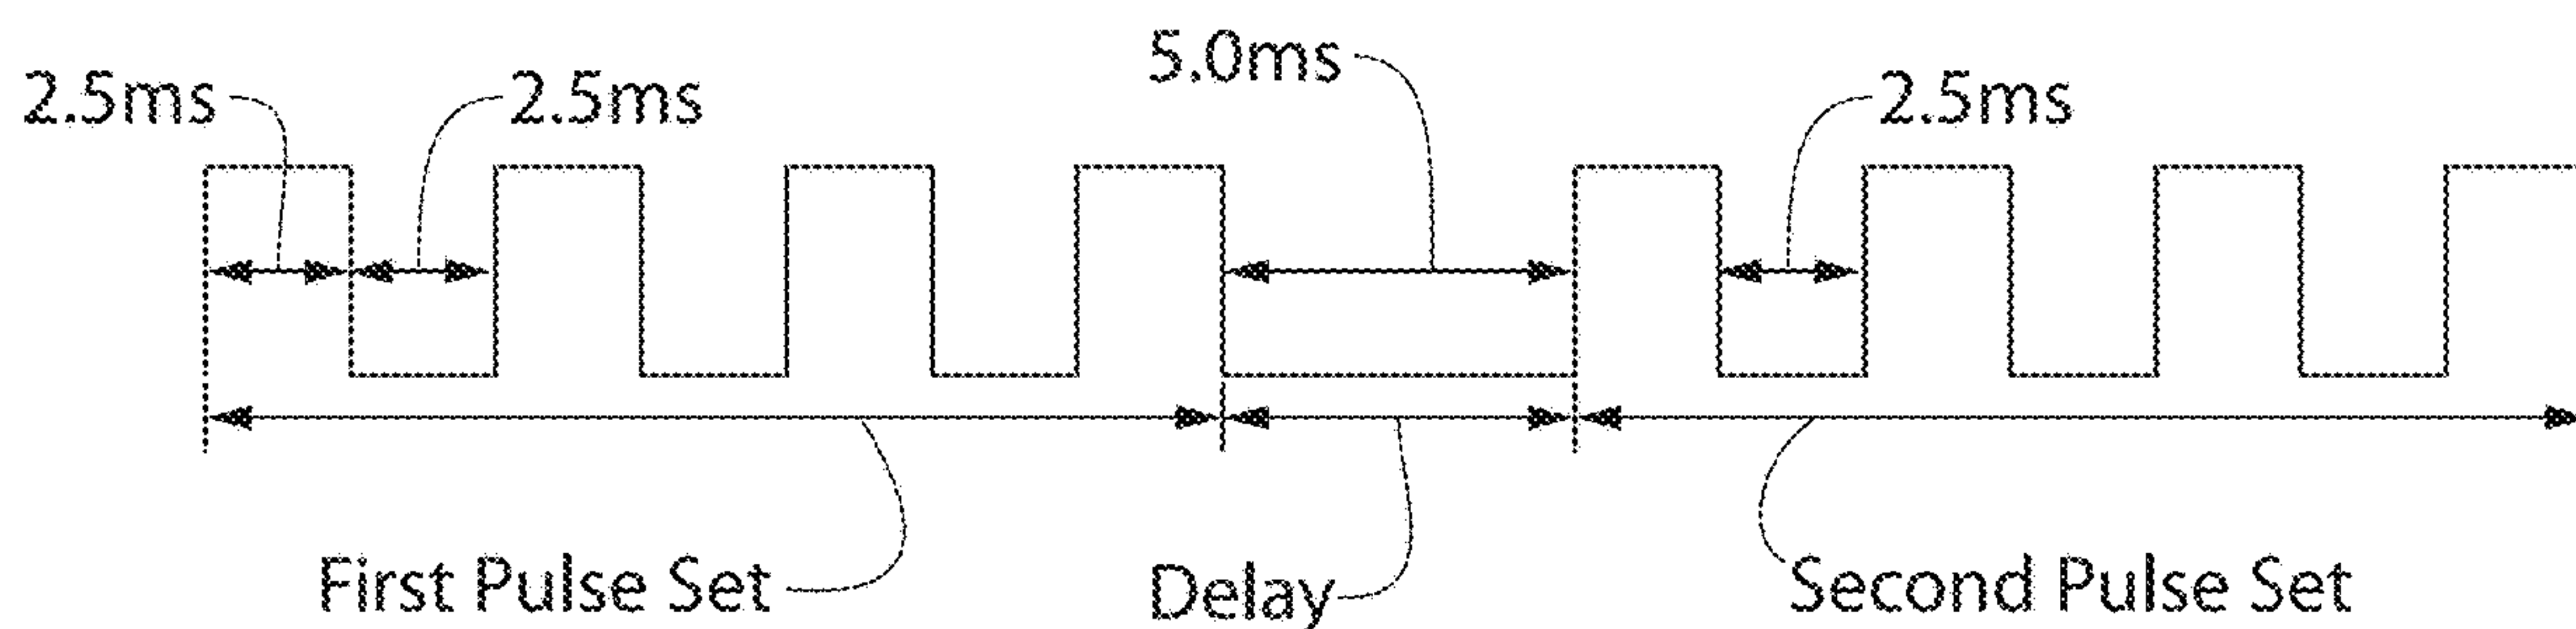 5.0ms
2.5ms
2.5ms
2.5ms
First Pulse Set
Delay
Second Pulse Set